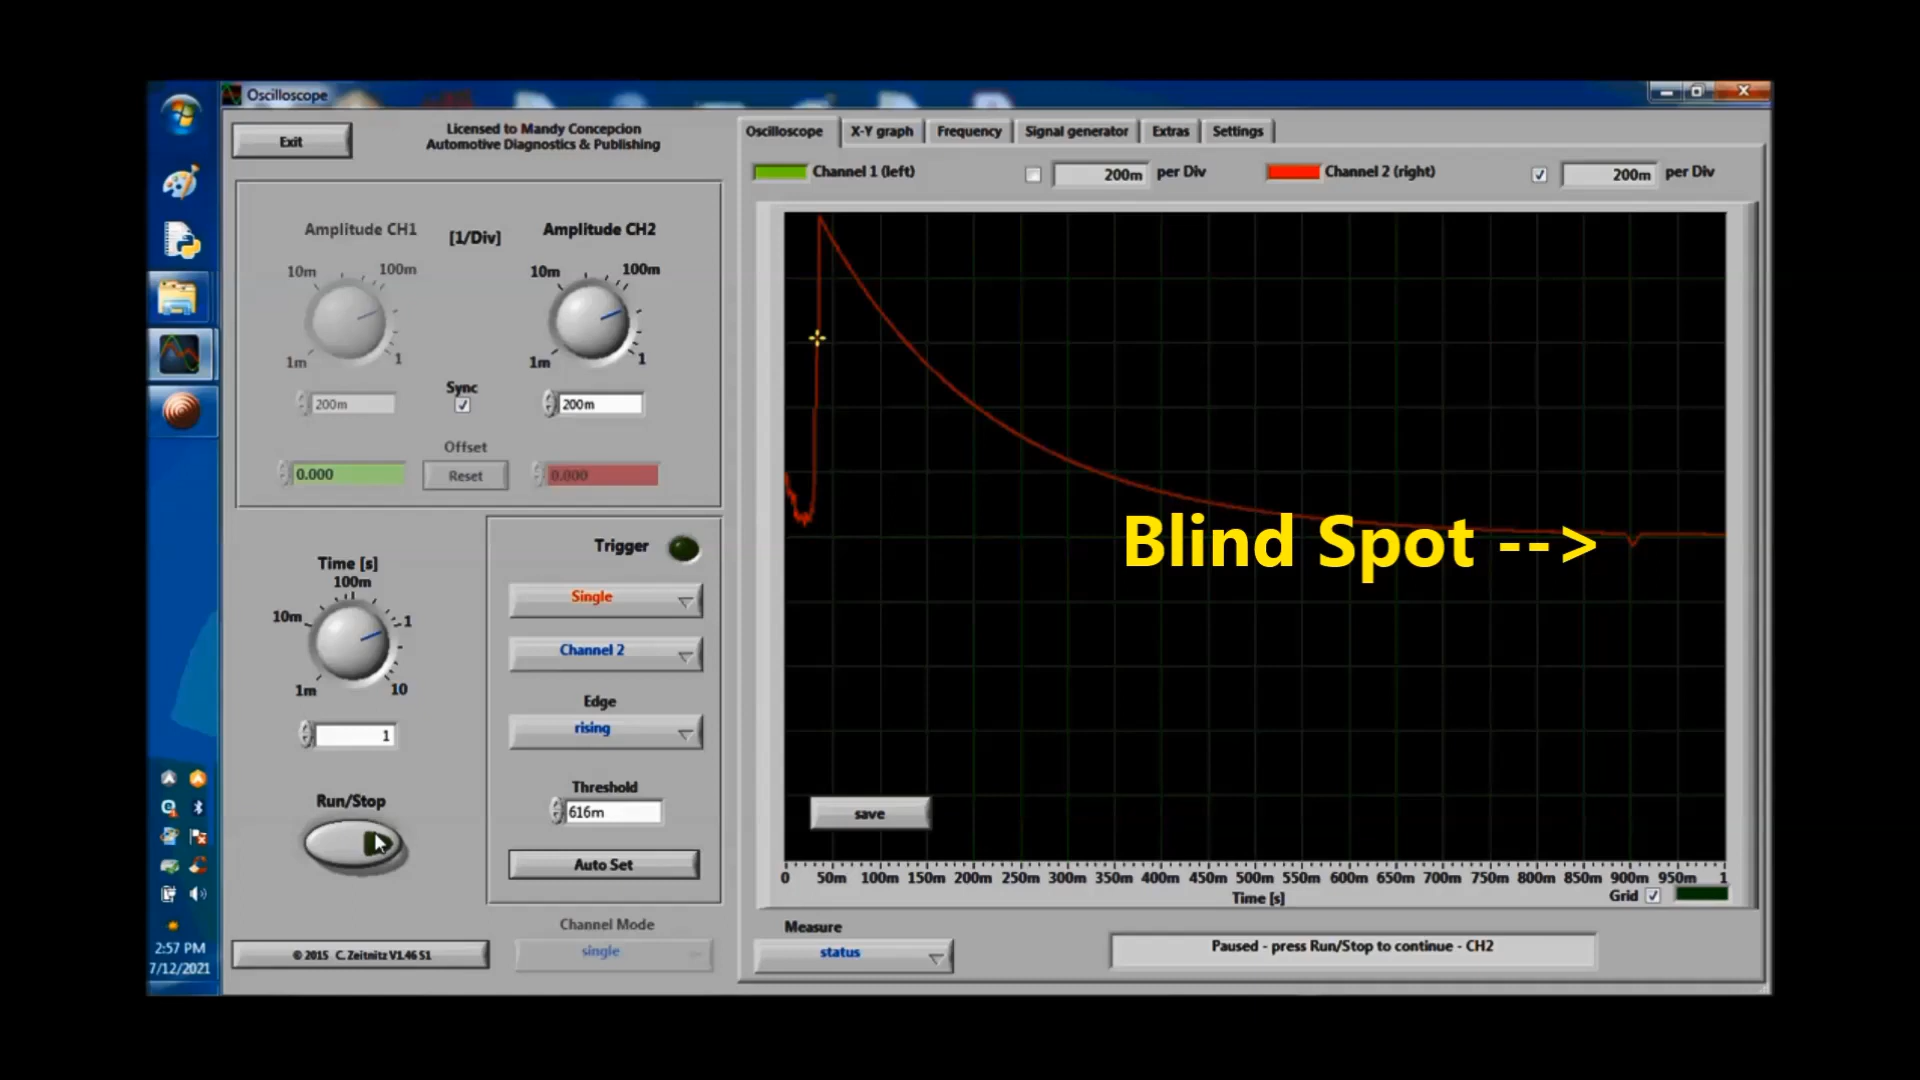 Oscilloscope
Exit
Licensed to Mandy Concepcion
Automotive Diagnostics & Publishing
Amplitude CH1
[1/Div]
Amplitude CH2
10m
100m
10m
100m
1m
1
1m
1
200m
Sync
200m
Offset
0.000
Reset
0.000
Time [s]
100m
10m
1
1m
10
1
Run/Stop
Trigger
Single
Channel 2
Edge
rising
Threshold
616m
Auto Set
Channel Mode
single
© 2015 C. Zeitnitz V1.46 S1
Oscilloscope
X-Y graph
Frequency
Signal generator
Extras
Settings
Channel 1 (left)
200m
per Div
Channel 2 (right)
200m
per Div
Blind Spot -->
save
0 50m 100m 150m 200m 250m 300m 350m 400m 450m 500m 550m 600m 650m 700m 750m 800m 850m 900m 950m 1
Time [s]
Grid
Measure
status
Paused - press Run/Stop to continue - CH2
2:57 PM
7/12/2021